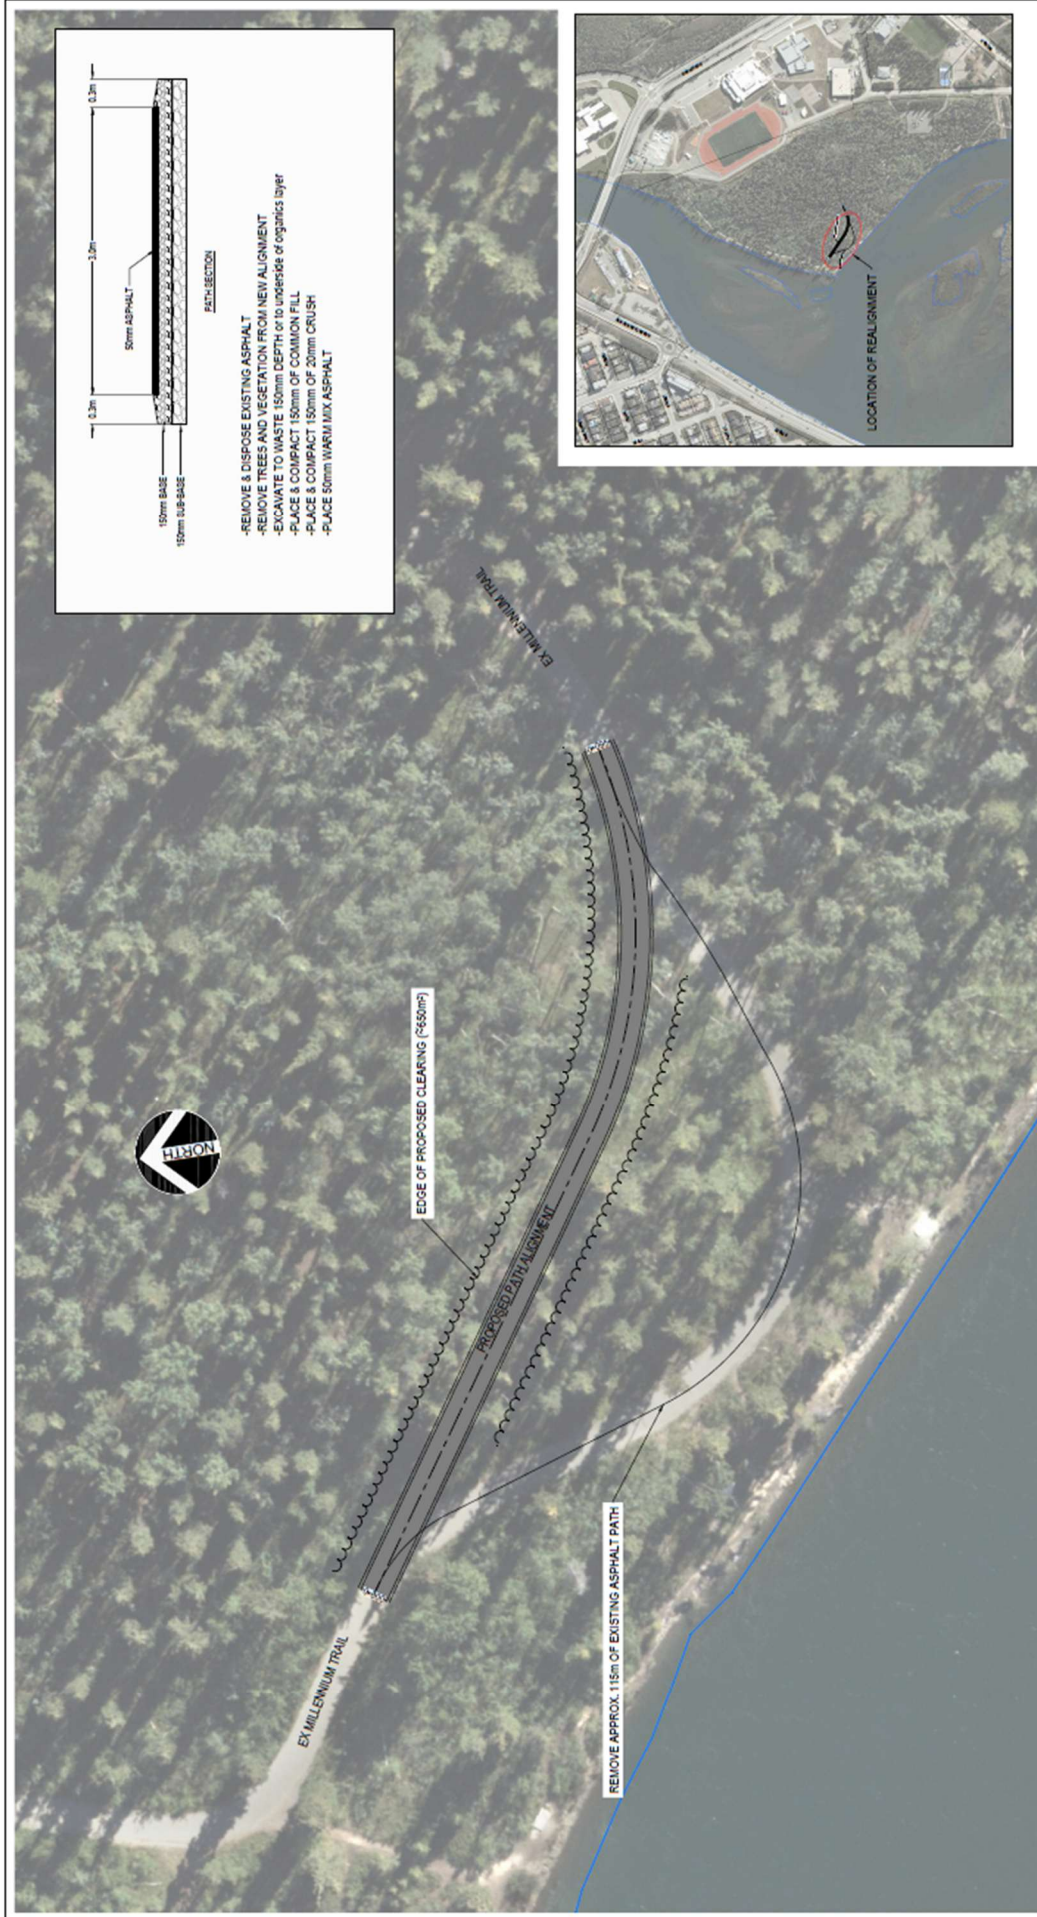 0.3m
3.0m
0.3m
50mm ASPHALT
150mm BASE
150mm SUB-BASE
PATH SECTION
-REMOVE & DISPOSE EXISTING ASPHALT
-REMOVE TREES AND VEGETATION FROM NEW ALIGNMENT
-EXCAVATE TO WASTE 150mm DEPTH or to underside of organics layer
-PLACE & COMPACT 150mm OF COMMON FILL
-PLACE & COMPACT 150mm OF 20mm CRUSH
-PLACE 50mm WARM MIX ASPHALT
LOCATION OF REALIGNMENT
NORTH
EX MILLENNIUM TRAIL
EDGE OF PROPOSED CLEARING (~650m²)
PROPOSED PATH ALIGNMENT
EX MILLENNIUM TRAIL
REMOVE APPROX. 115m OF EXISTING ASPHALT PATH